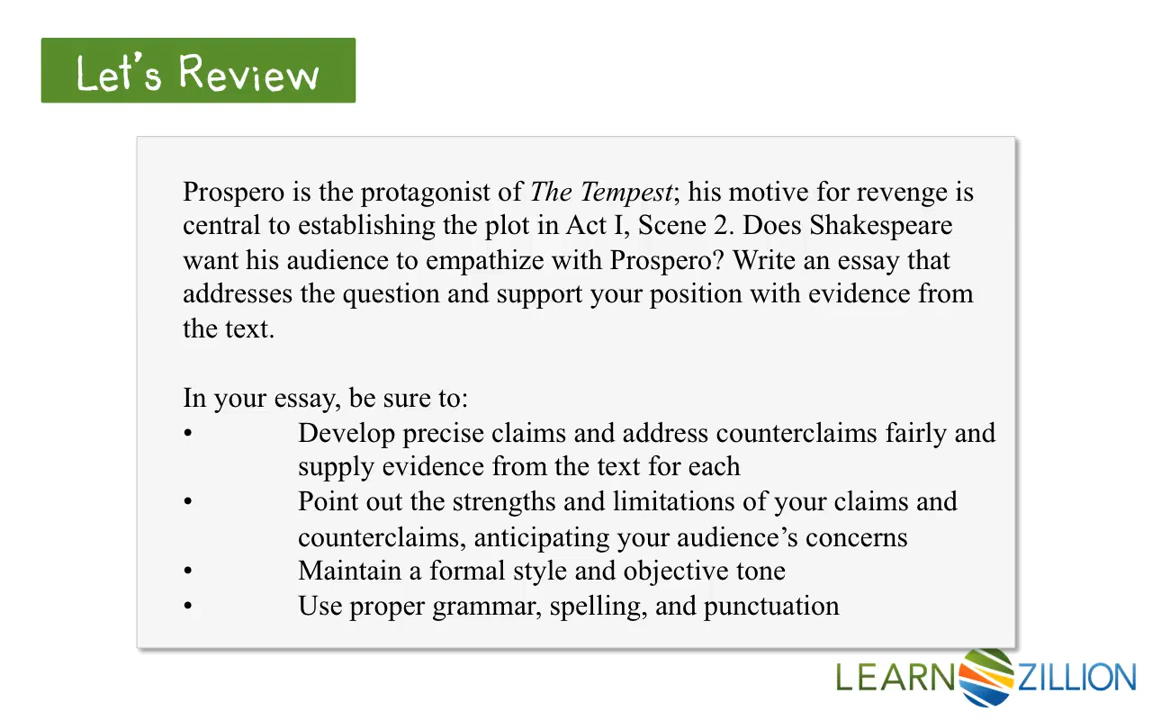 Let's Review
Prospero is the protagonist of The Tempest; his motive for revenge is
central to establishing the plot in Act I, Scene 2. Does Shakespeare
want his audience to empathize with Prospero? Write an essay that
addresses the question and support your position with evidence from
the text.
In your essay, be sure to:
• Develop precise claims and address counterclaims fairly and
supply evidence from the text for each
• Point out the strengths and limitations of your claims and
counterclaims, anticipating your audience’s concerns
• Maintain a formal style and objective tone
• Use proper grammar, spelling, and punctuation
LEARN ZILLION